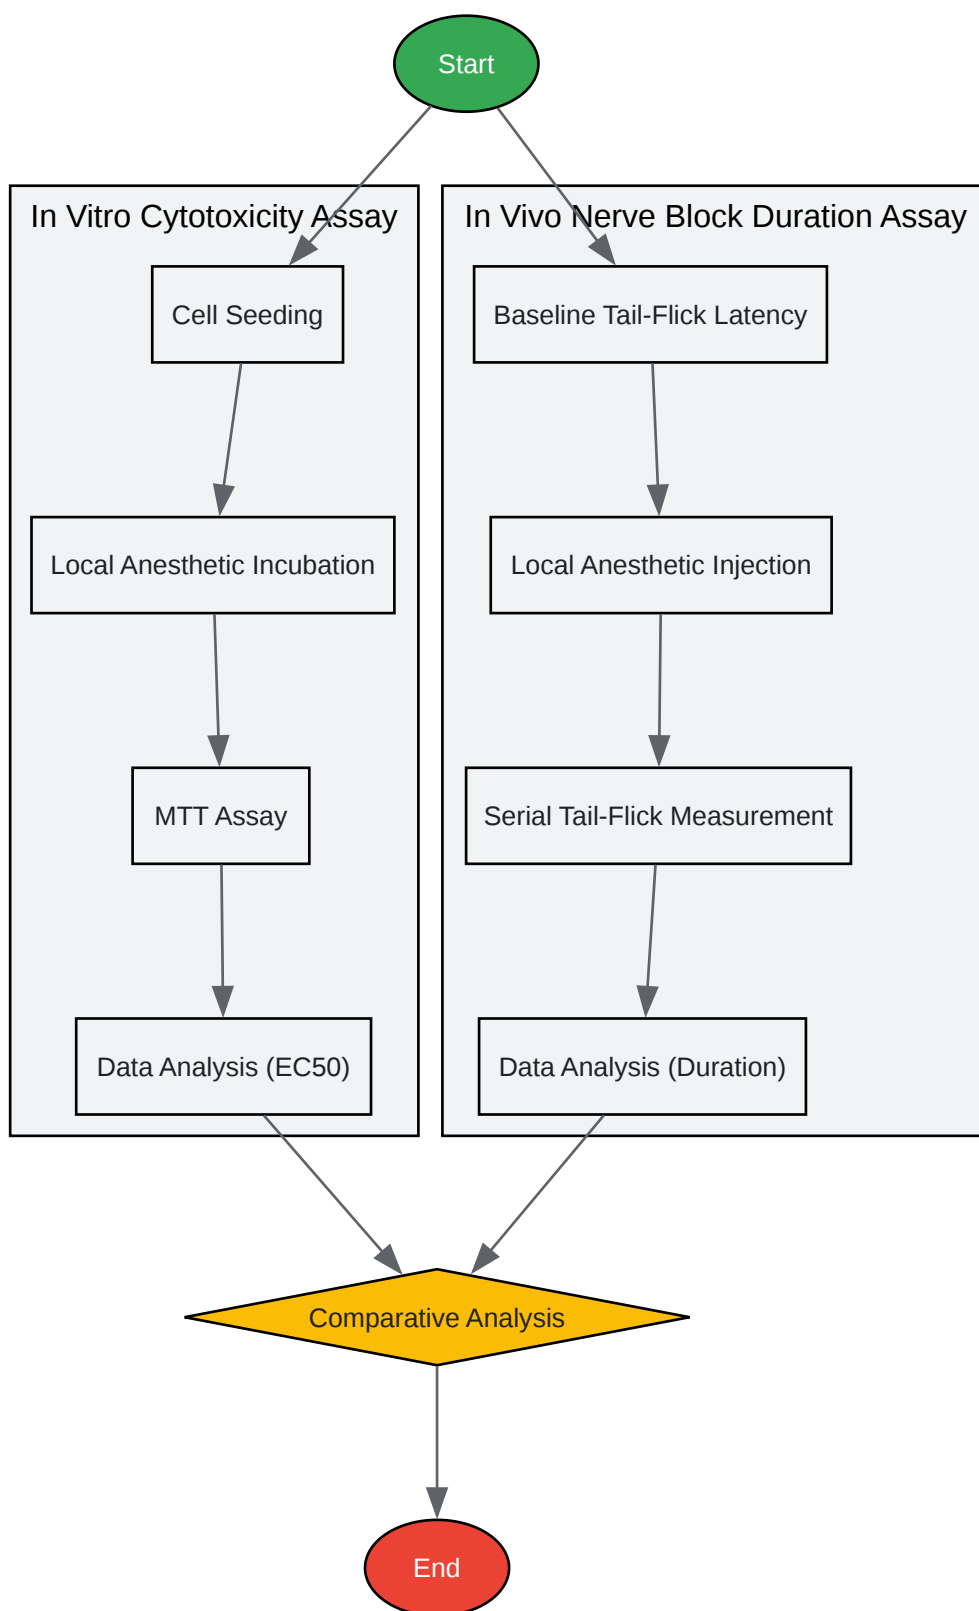 Start
In Vitro Cytotoxicity Assay
Cell Seeding
Local Anesthetic Incubation
MTT Assay
Data Analysis (EC50)
In Vivo Nerve Block Duration Assay
Baseline Tail-Flick Latency
Local Anesthetic Injection
Serial Tail-Flick Measurement
Data Analysis (Duration)
Comparative Analysis
End